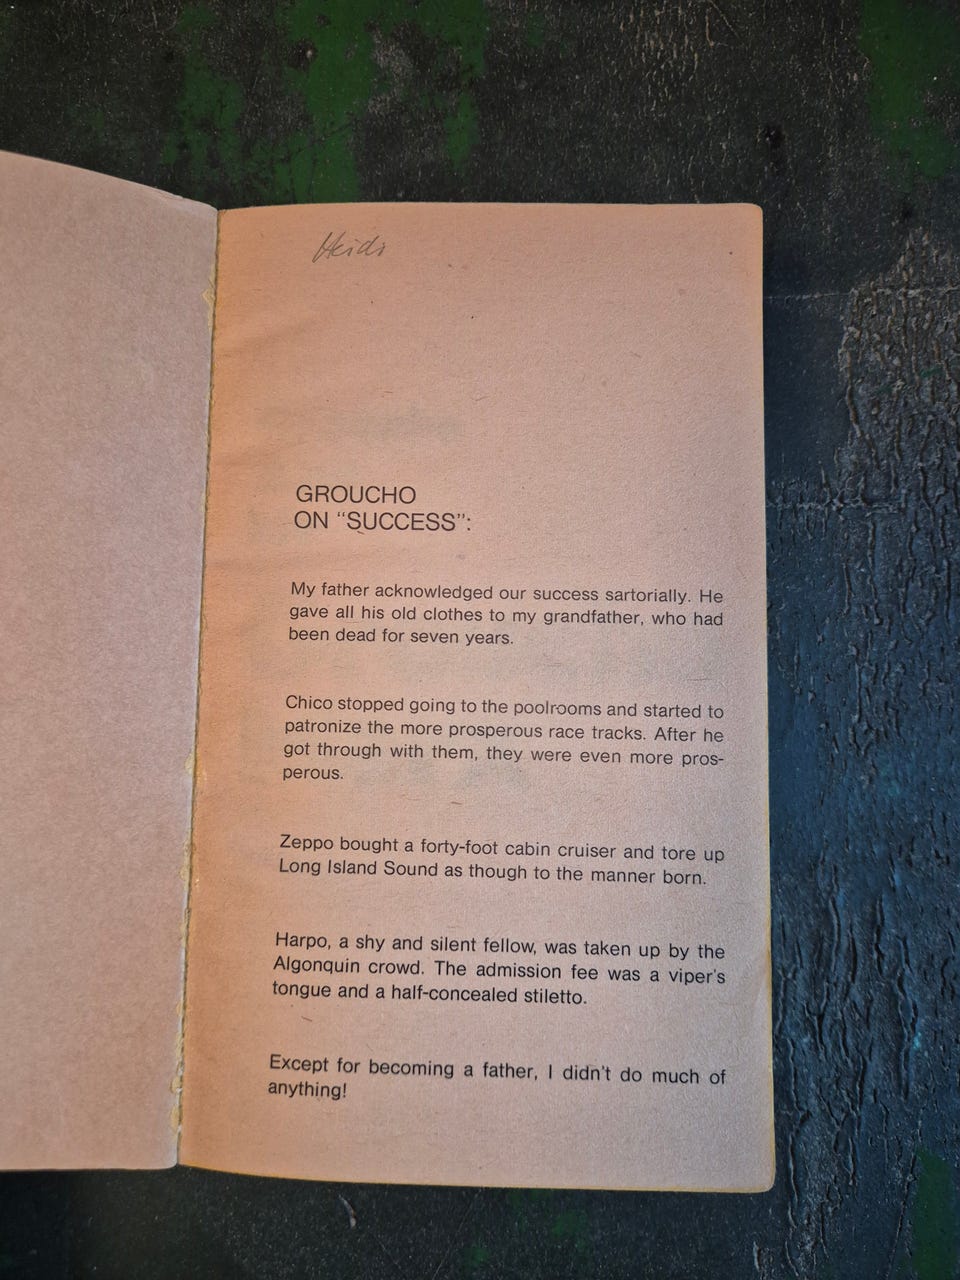 Heidi
GROUCHO
ON “SUCCESS”:
My father acknowledged our success sartorially. He
gave all his old clothes to my grandfather, who had
been dead for seven years.
Chico stopped going to the poolrooms and started to
patronize the more prosperous race tracks. After he
got through with them, they were even more pros-
perous.
Zeppo bought a forty-foot cabin cruiser and tore up
Long Island Sound as though to the manner born.
Harpo, a shy and silent fellow, was taken up by the
Algonquin crowd. The admission fee was a viper's
tongue and a half-concealed stiletto.
Except for becoming a father, I didn't do much of
anything!